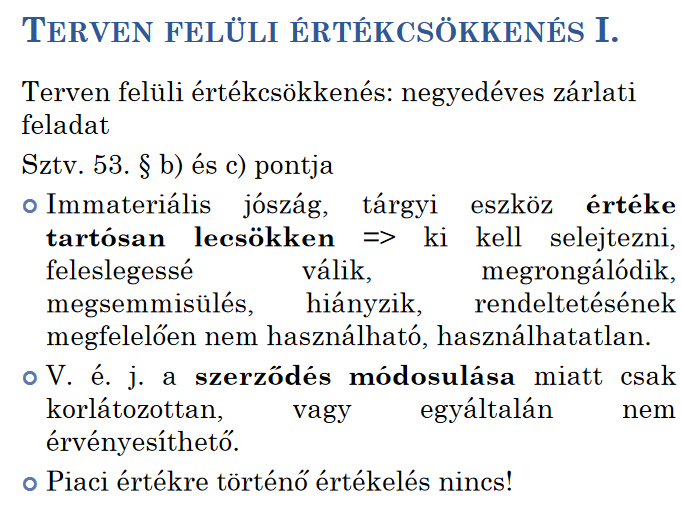 TERVEN FELÜLI ÉRTÉKCSÖKKENÉS I.
Terven felüli értékcsökkenés: negyedéves zárlati
feladat
Sztv. 53. § b) és c) pontja
Immateriális jószág, tárgyi eszköz értéke
tartósan lecsökken => ki kell selejtezni,
feleslegessé válik, megrongálódik,
megsemmisülés, hiányzik, rendeltetésének
megfelelően nem használható, használhatatlan.
V. é. j. a szerződés módosulása miatt csak
korlátozottan, vagy egyáltalán nem
érvényesíthető.
Piaci értékre történő értékelés nincs!